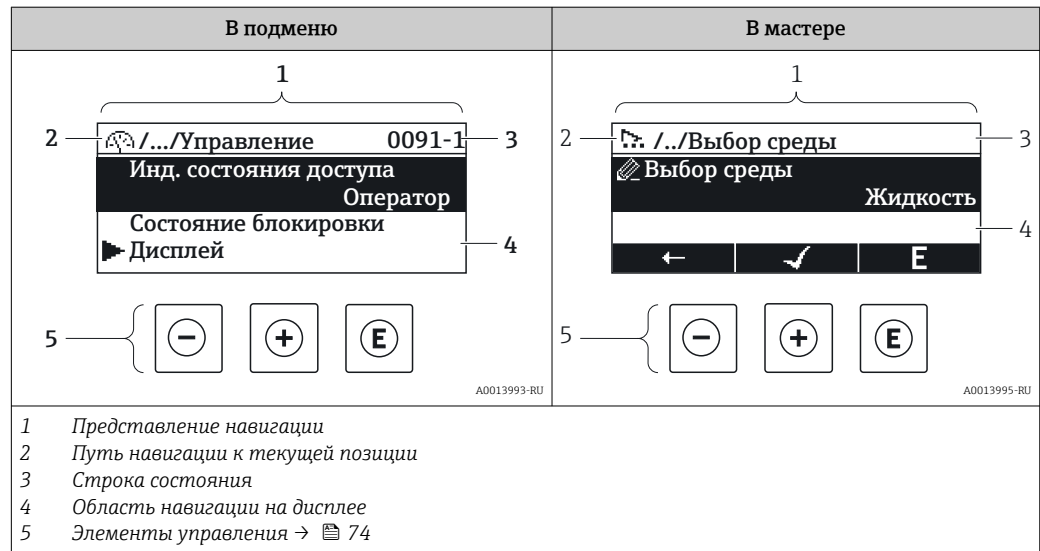 В подменю
В мастере
1
1
2
/.../Управление 0091-1
3
2
/../Выбор среды
3
Инд. состояния доступа
Оператор
Состояние блокировки
Дисплей
4
Выбор среды
Жидкость
4
← ✓ E
5
− + E
5
− + E
A0013993-RU
A0013995-RU
1 Представление навигации
2 Путь навигации к текущей позиции
3 Строка состояния
4 Область навигации на дисплее
5 Элементы управления → 74